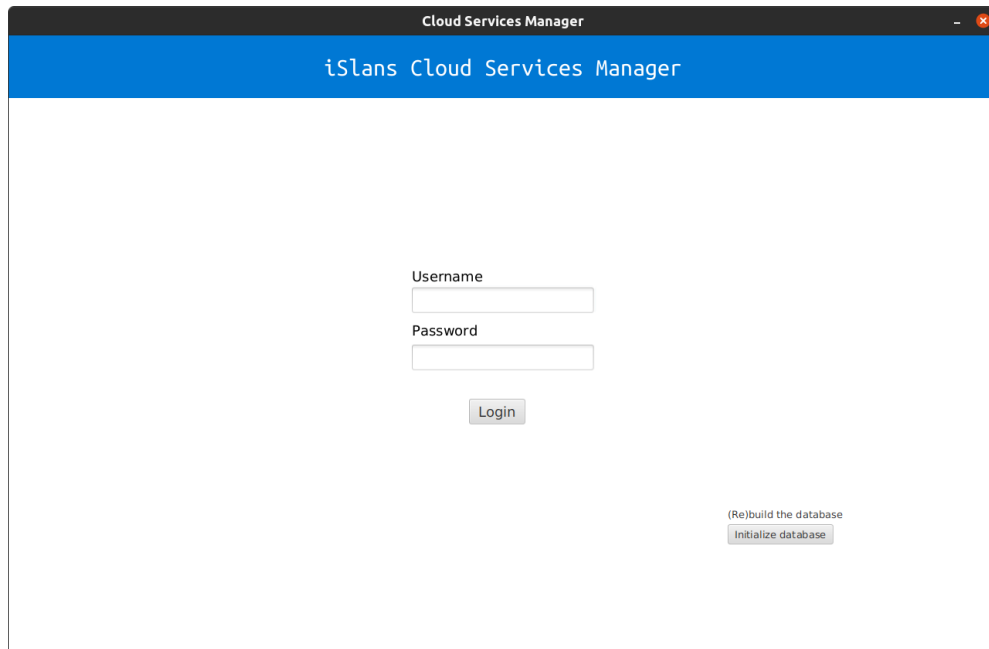 Cloud Services Manager
iSlans Cloud Services Manager
Username
Password
Login
(Re)build the database
Initialize database